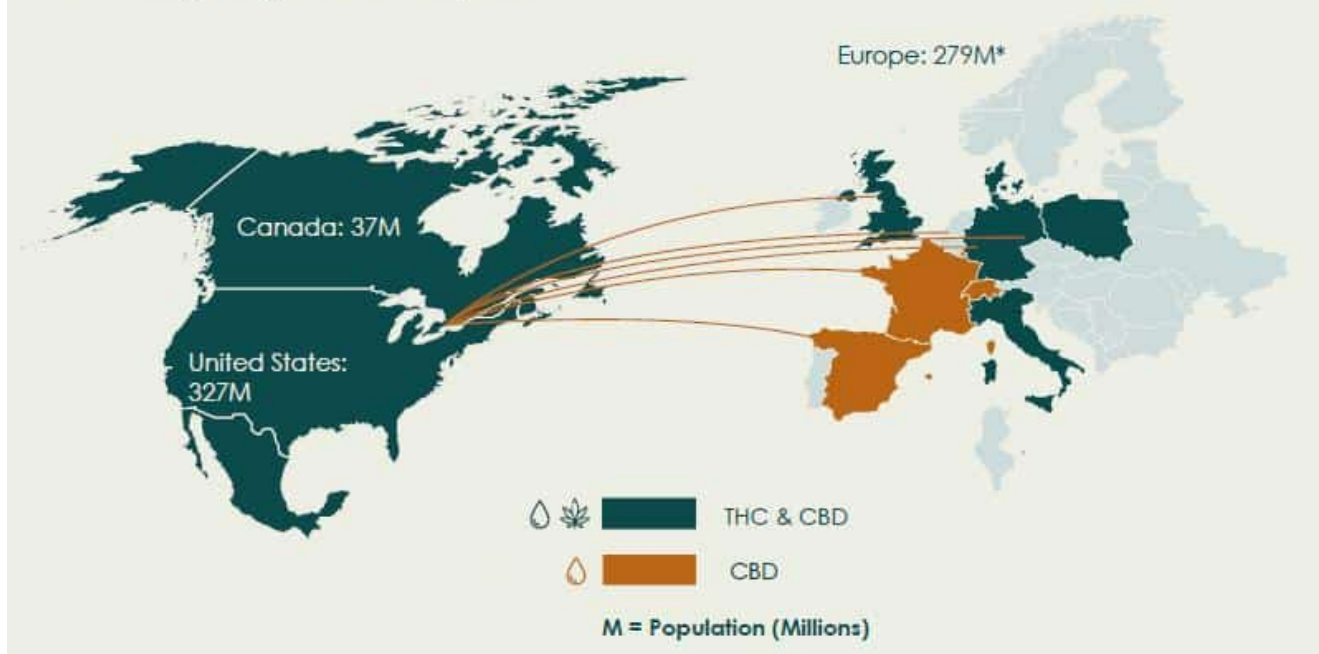 Europe: 279M*
Canada: 37M
United States:
327M
THC & CBD
CBD
M = Population (Millions)